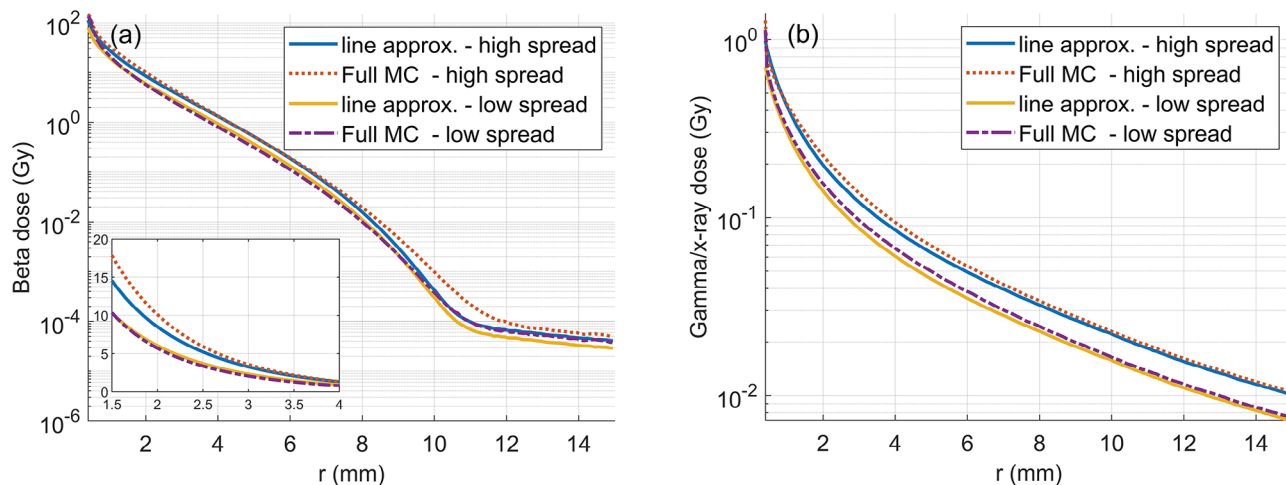 (a)
line approx. - high spread
Full MC - high spread
line approx. - low spread
Full MC - low spread
Beta dose (Gy)
10^2
10^0
10^-2
10^-4
10^-6
20
15
10
5
0
1.5 2 2.5 3 3.5 4
2 4 6 8 10 12 14
r (mm)
(b)
line approx. - high spread
Full MC - high spread
line approx. - low spread
Full MC - low spread
Gamma/x-ray dose (Gy)
10^0
10^-1
10^-2
2 4 6 8 10 12 14
r (mm)